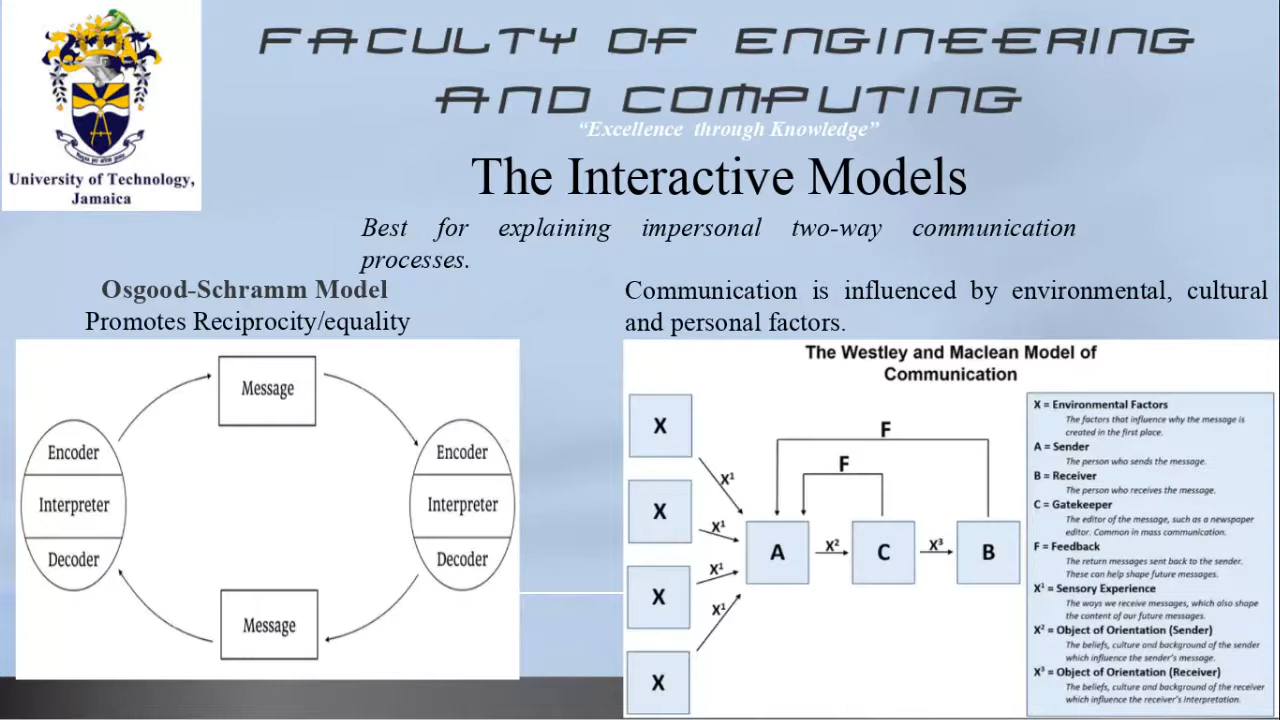 FACULTY OF ENGINEERING
AND COMPUTING
“Excellence through Knowledge”
University of Technology,
Jamaica
The Interactive Models
Best for explaining impersonal two-way communication
processes.
Osgood-Schramm Model
Promotes Reciprocity/equality
Message
Encoder
Interpreter
Decoder
Encoder
Interpreter
Decoder
Message
Communication is influenced by environmental, cultural
and personal factors.
The Westley and Maclean Model of
Communication
X
X
X
X
X¹
X¹
X¹
X¹
F
F
A
X²
C
X³
B
X = Environmental Factors
The factors that influence why the message is
created in the first place.
A = Sender
The person who sends the message.
B = Receiver
The person who receives the message.
C = Gatekeeper
The editor of the message, such as a newspaper
editor. Common in mass communication.
F = Feedback
The return messages sent back to the sender.
These can help shape future messages.
X¹ = Sensory Experience
The ways we receive messages, which also shape
the content of our future messages.
X² = Object of Orientation (Sender)
The beliefs, culture and background of the sender
which influence the sender's message.
X³ = Object of Orientation (Receiver)
The beliefs, culture and background of the receiver
which influence the receiver's interpretation.